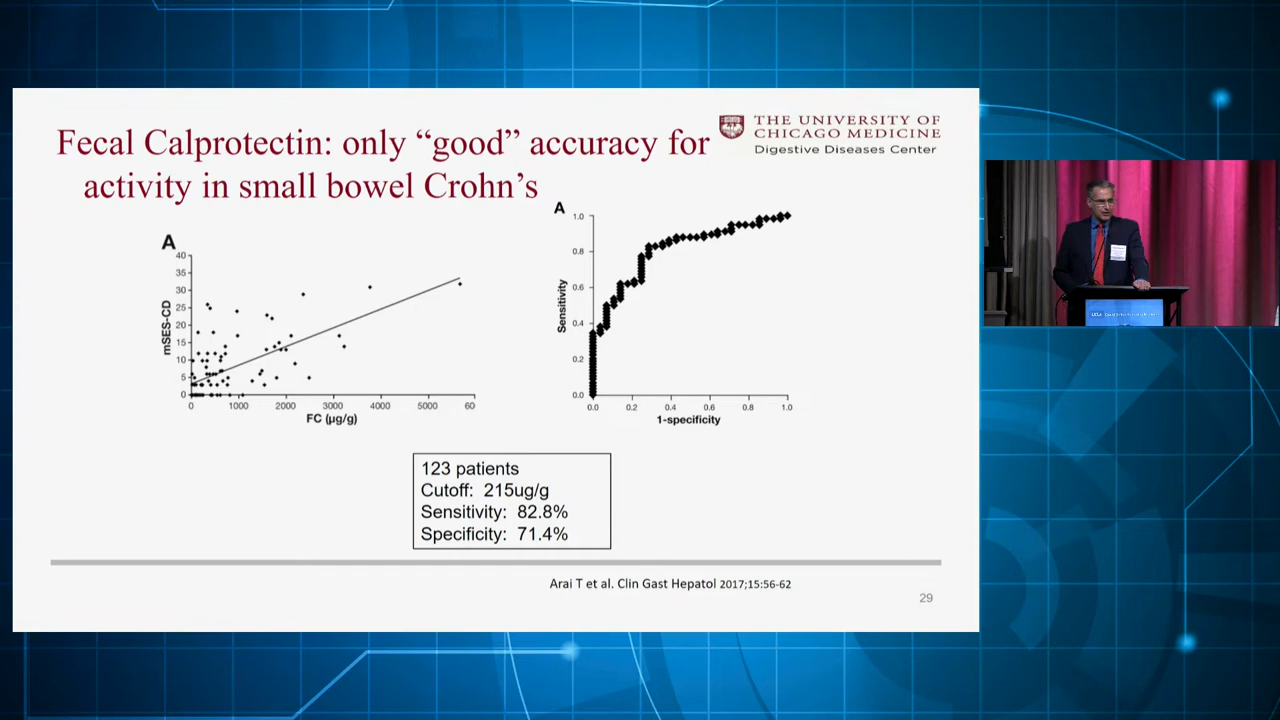 Fecal Calprotectin: only “good” accuracy for
activity in small bowel Crohn’s
THE UNIVERSITY OF
CHICAGO MEDICINE
Digestive Diseases Center
A
40
35
30
25
20
15
10
5
0
mSES-CD
0 1000 2000 3000 4000 5000 60
FC (µg/g)
A
1.0
0.8
0.6
0.4
0.2
0.0
Sensitivity
0.0 0.2 0.4 0.6 0.8 1.0
1-specificity
123 patients
Cutoff: 215ug/g
Sensitivity: 82.8%
Specificity: 71.4%
Arai T et al. Clin Gast Hepatol 2017;15:56-62
29
UCLA